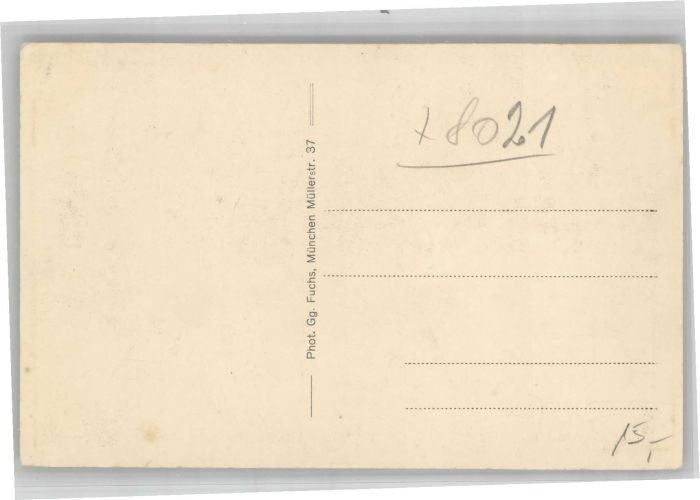 x8021
Phot. Gg. Fuchs, München Müllerstr. 37
15,-